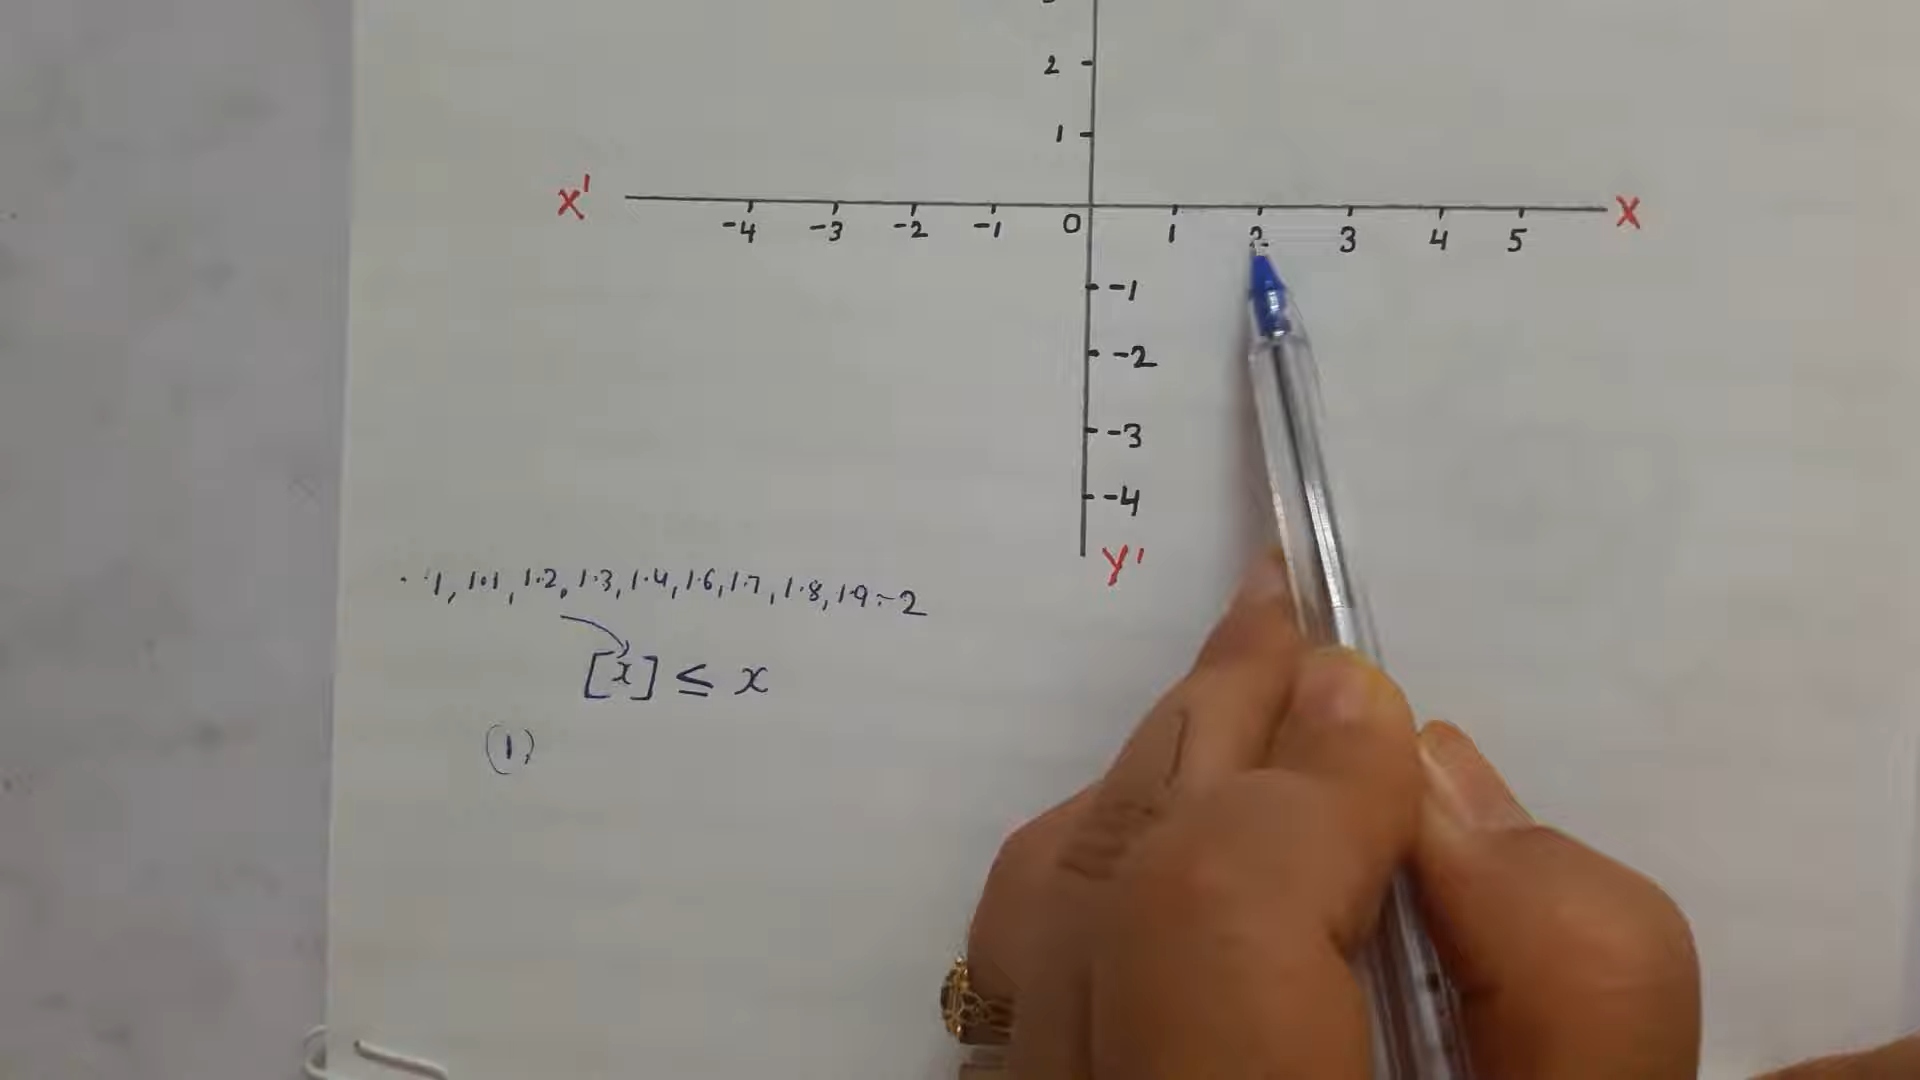 2
1
X' X
-4 -3 -2 -1 0 1 2 3 4 5
-1
-2
-3
-4
Y'
1, 1.1, 1.2, 1.3, 1.4, 1.6, 1.7, 1.8, 1.9 - 2
[x] ≤ x
(1)